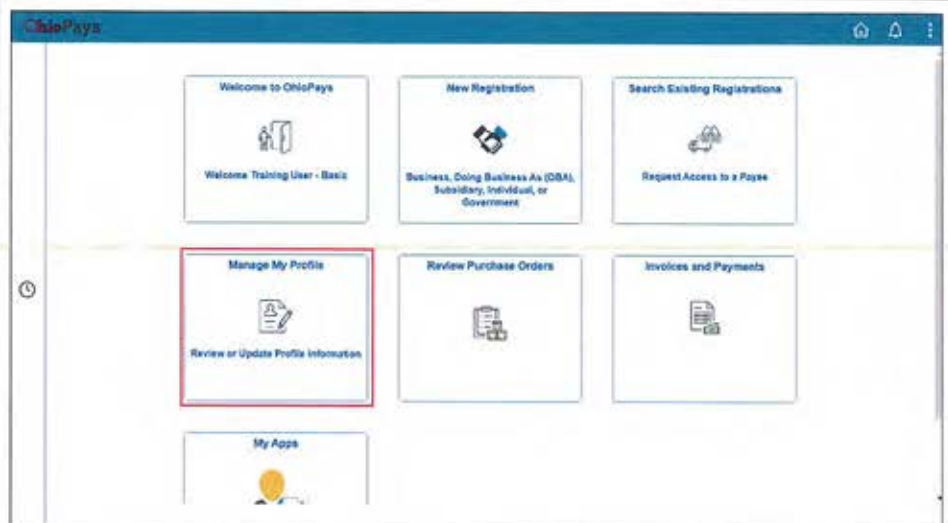 OhioPays
Welcome to OhioPays
Welcome Training User - Basic
New Registration
Business, Doing Business As (DBA),
Subsidiary, Individual, or
Government
Search Existing Registrations
Request Access to a Payee
Manage My Profile
Review or Update Profile Information
Review Purchase Orders
Invoices and Payments
My Apps